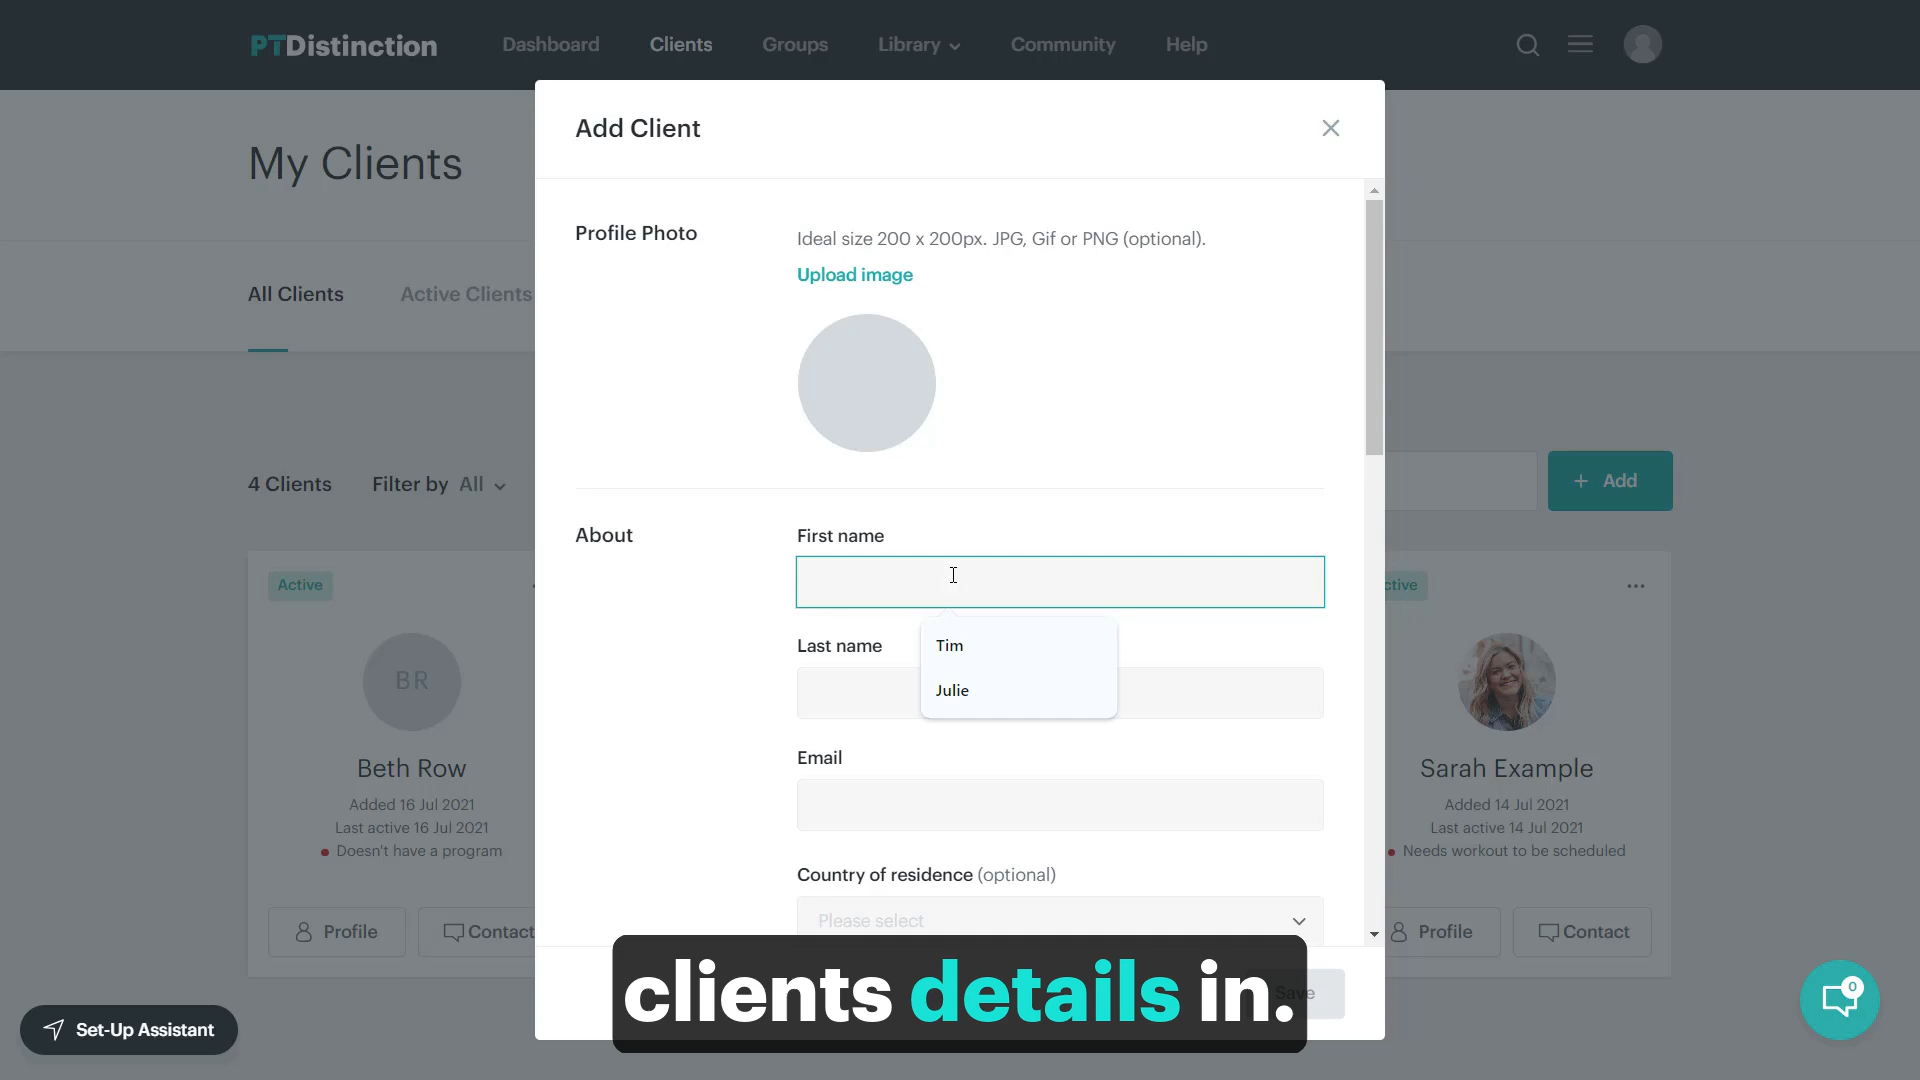 PTDistinction
Dashboard
Clients
Groups
Library
Community
Help
My Clients
All Clients
Active Clients
4 Clients
Filter by All
+ Add
Add Client
Profile Photo
Ideal size 200 x 200px. JPG, Gif or PNG (optional).
Upload image
About
First name
Tim
Julie
Last name
Email
Country of residence (optional)
Please select
Save
Active
BR
Beth Row
Added 16 Jul 2021
Last active 16 Jul 2021
Doesn't have a program
Profile
Contact
ctive
Sarah Example
Added 14 Jul 2021
Last active 14 Jul 2021
Needs workout to be scheduled
Profile
Contact
clients details in.
Set-Up Assistant
0